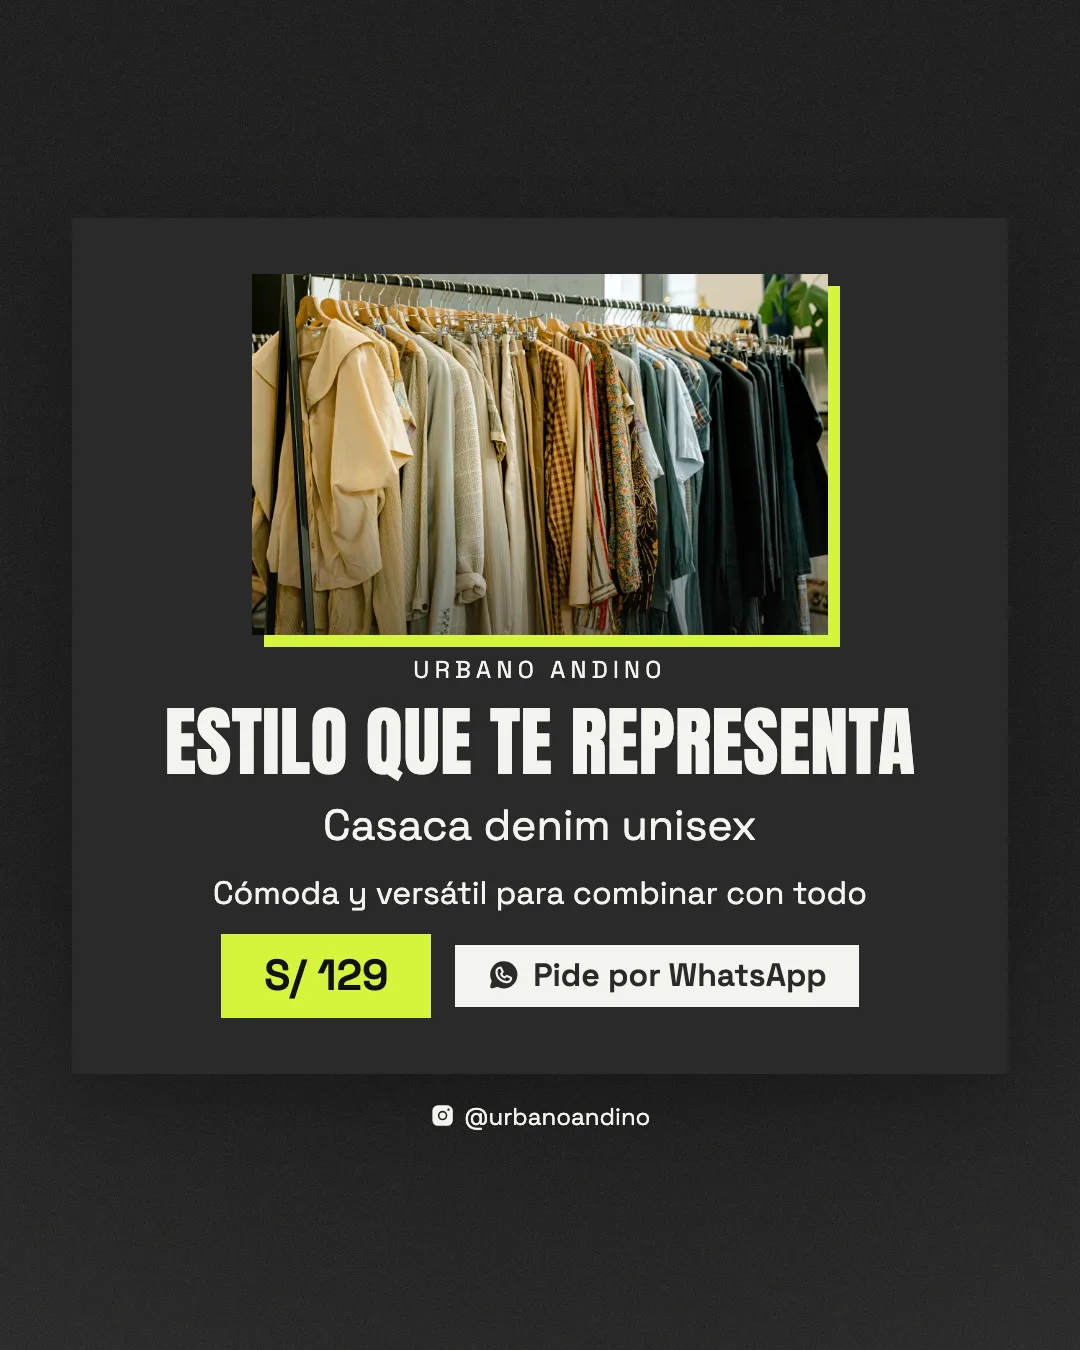 URBANO ANDINO
ESTILO QUE TE REPRESENTA
Casaca denim unisex
Cómoda y versátil para combinar con todo
S/ 129
Pide por WhatsApp
@urbanoandino